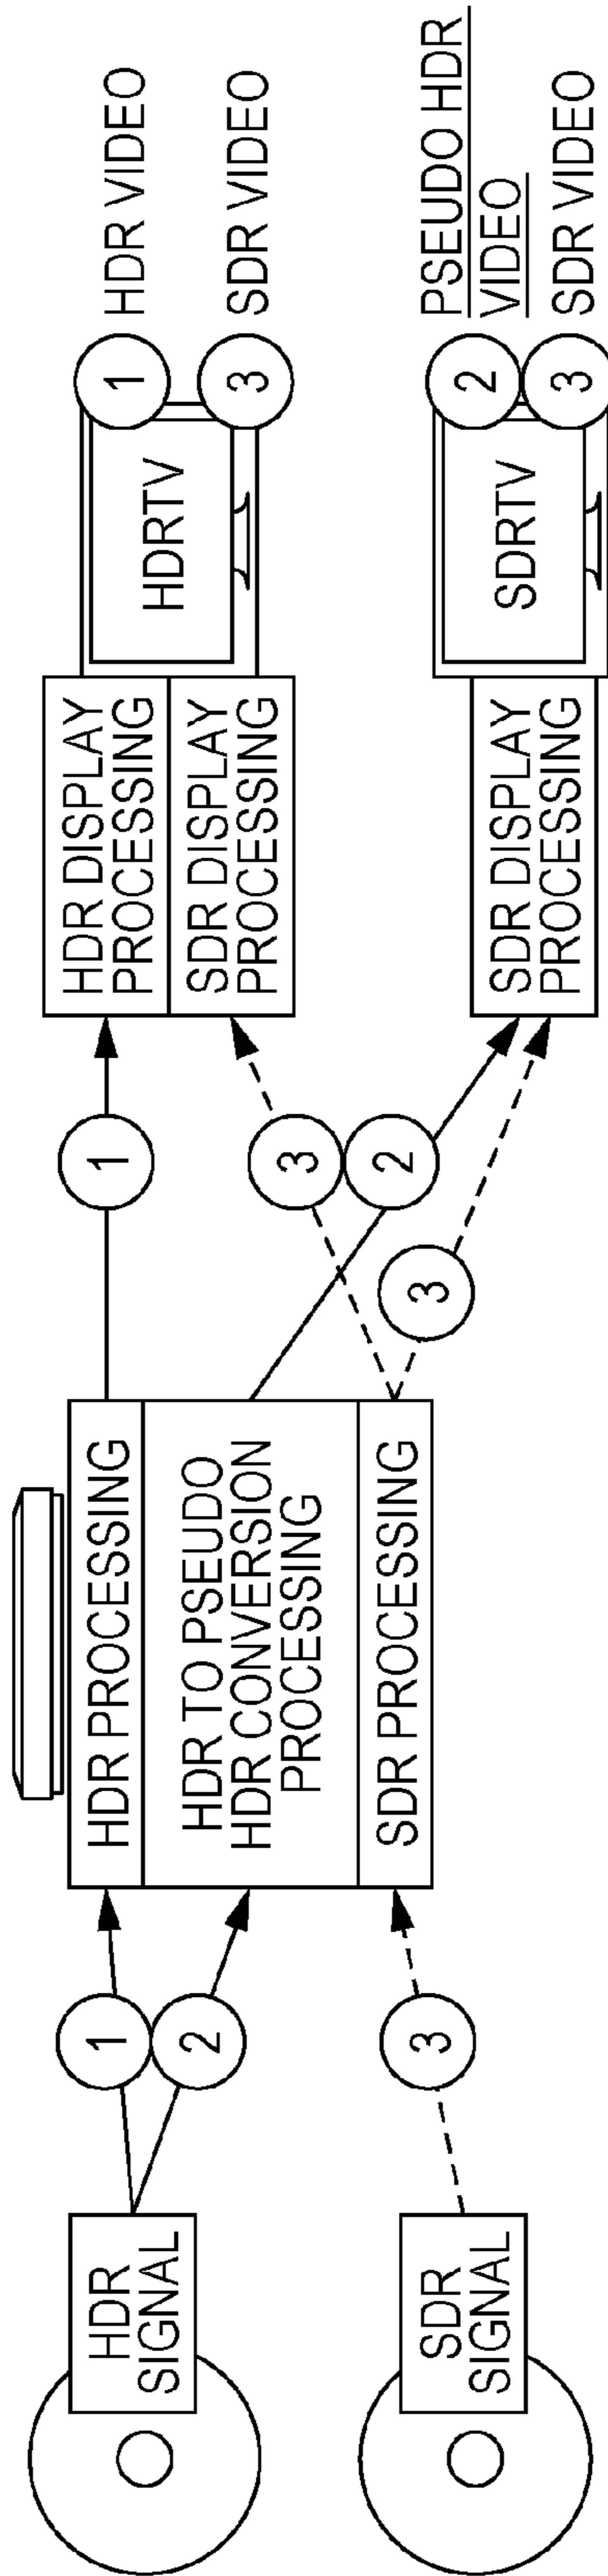 HDR
SIGNAL
SDR
SIGNAL
1
2
3
HDR PROCESSING
HDR TO PSEUDO
HDR CONVERSION
PROCESSING
SDR PROCESSING
1
3
2
3
HDR DISPLAY
PROCESSING
SDR DISPLAY
PROCESSING
SDR DISPLAY
PROCESSING
HDRTV
SDRTV
1
HDR VIDEO
3
SDR VIDEO
2
PSEUDO HDR
VIDEO
3
SDR VIDEO